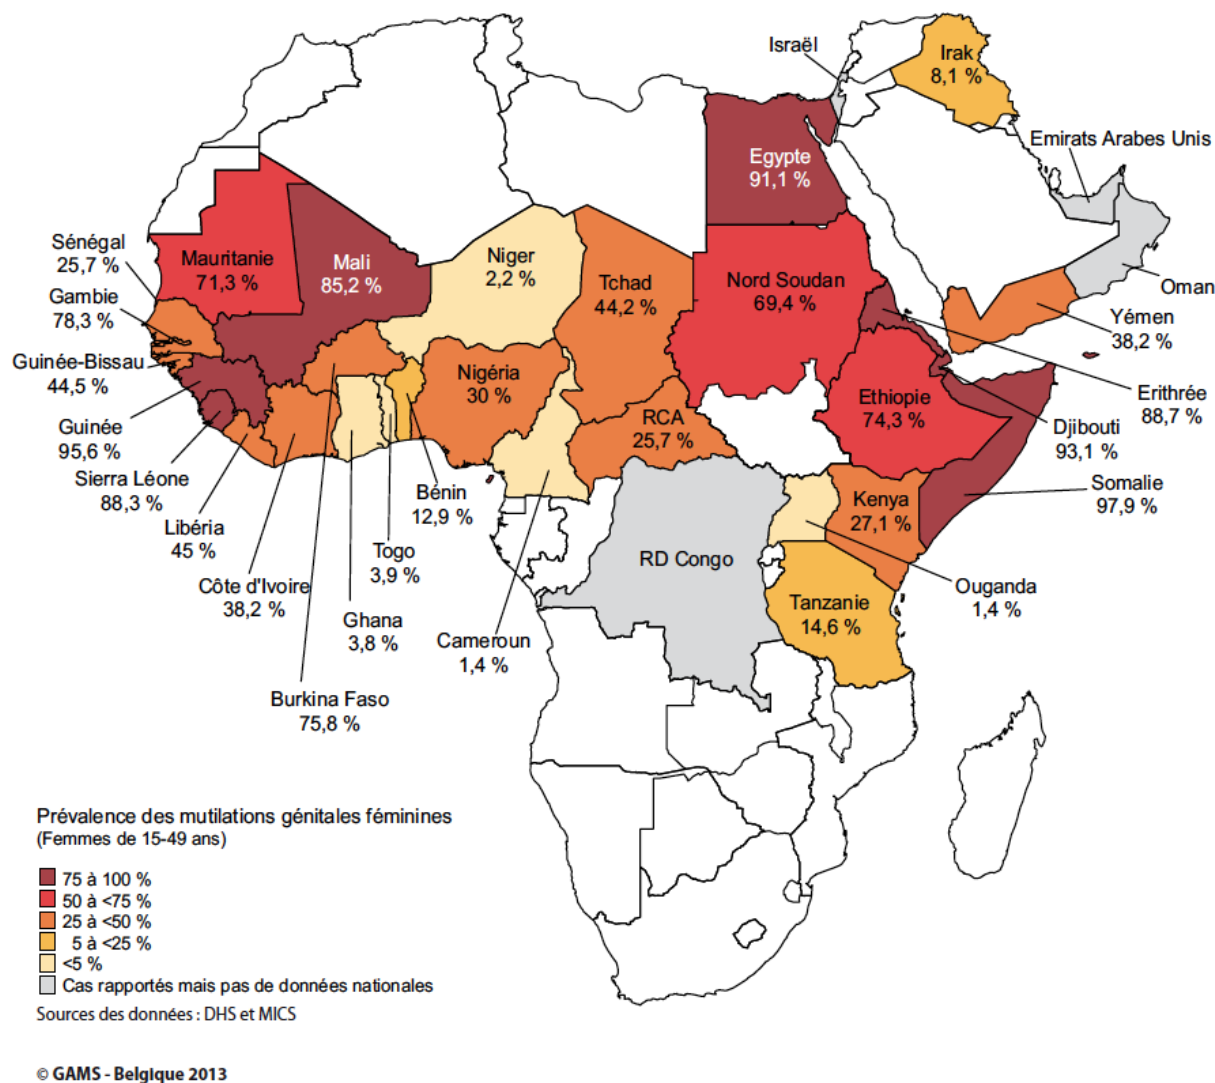 Israël
Irak
8,1 %
Emirats Arabes Unis
Egypte
91,1 %
Oman
Sénégal
25,7 %
Mauritanie
71,3 %
Mali
85,2 %
Niger
2,2 %
Tchad
44,2 %
Nord Soudan
69,4 %
Gambie
78,3 %
Yémen
38,2 %
Guinée-Bissau
44,5 %
Nigéria
30 %
RCA
25,7 %
Ethiopie
74,3 %
Erithrée
88,7 %
Guinée
95,6 %
Djibouti
93,1 %
Sierra Léone
88,3 %
Bénin
12,9 %
Kenya
27,1 %
Somalie
97,9 %
Libéria
45 %
Togo
3,9 %
RD Congo
Côte d'Ivoire
38,2 %
Ghana
3,8 %
Cameroun
1,4 %
Tanzanie
14,6 %
Ouganda
1,4 %
Burkina Faso
75,8 %
Prévalence des mutilations génitales féminines
(Femmes de 15-49 ans)
75 à 100 %
50 à <75 %
25 à <50 %
5 à <25 %
<5 %
Cas rapportés mais pas de données nationales
Sources des données : DHS et MICS
© GAMS - Belgique 2013